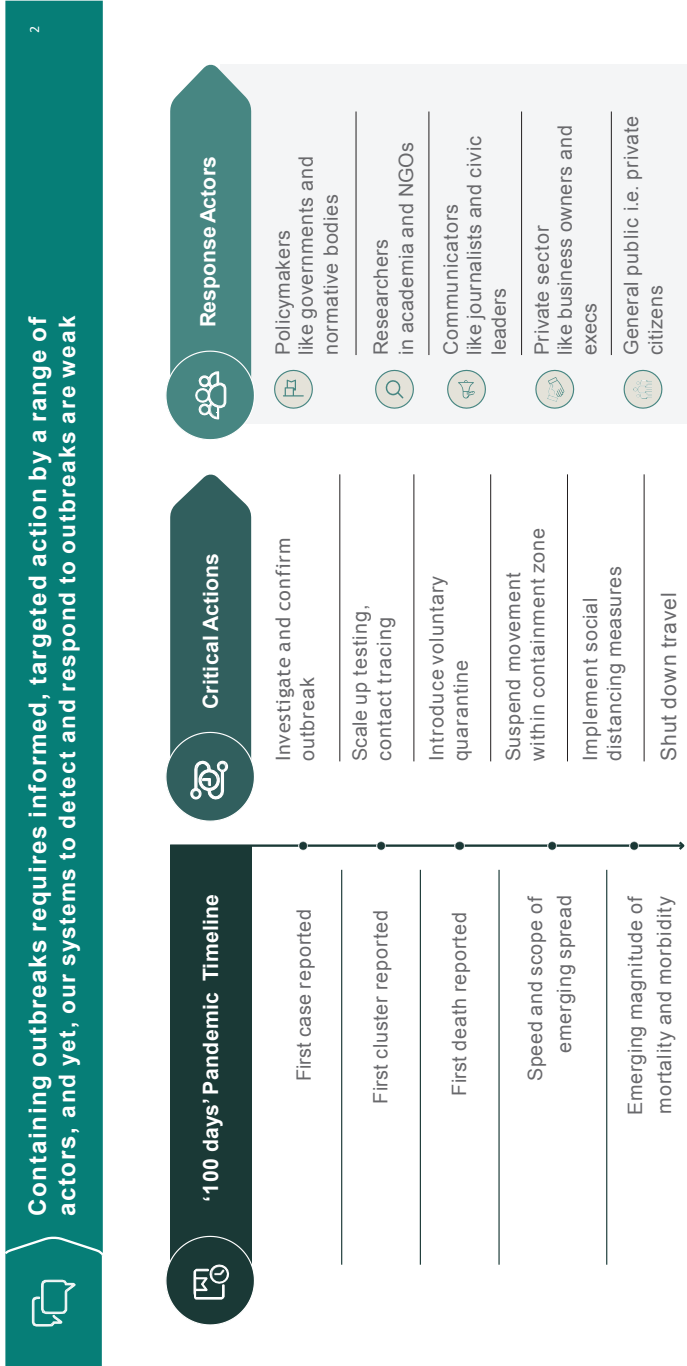 Containing outbreaks requires informed, targeted action by a range of
actors, and yet, our systems to detect and respond to outbreaks are weak
2
‘100 days’ Pandemic Timeline
First case reported
First cluster reported
First death reported
Speed and scope of
emerging spread
Emerging magnitude of
mortality and morbidity
Critical Actions
Investigate and confirm
outbreak
Scale up testing,
contact tracing
Introduce voluntary
quarantine
Suspend movement
within containment zone
Implement social
distancing measures
Shut down travel
Response Actors
Policymakers
like governments and
normative bodies
Researchers
in academia and NGOs
Communicators
like journalists and civic
leaders
Private sector
like business owners and
execs
General public i.e. private
citizens